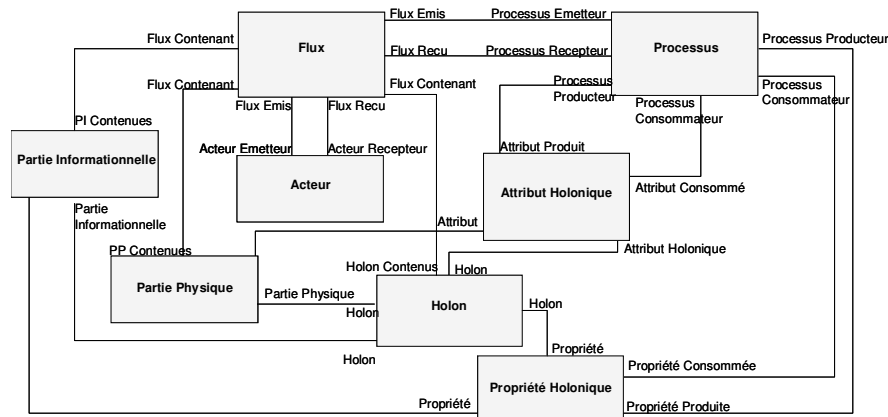 Flux Emis
Processus Emetteur
Flux Contenant
Flux
Processus
Processus Producteur
Flux Recu
Processus Recepteur
Flux Contenant
Flux Contenant
Processus
Producteur
Processus
Consommateur
Flux Emis
Flux Recu
Processus
Consommateur
PI Contenues
Acteur Emetteur
Acteur Recepteur
Attribut Produit
Partie Informationnelle
Acteur
Attribut Holonique
Attribut Consommé
Partie
Informationnelle
Attribut
PP Contenues
Attribut Holonique
Holon Contenus
Holon
Partie Physique
Partie Physique
Holon
Holon
Holon
Holon
Propriété
Propriété Consommée
Propriété Holonique
Propriété
Propriété Produite